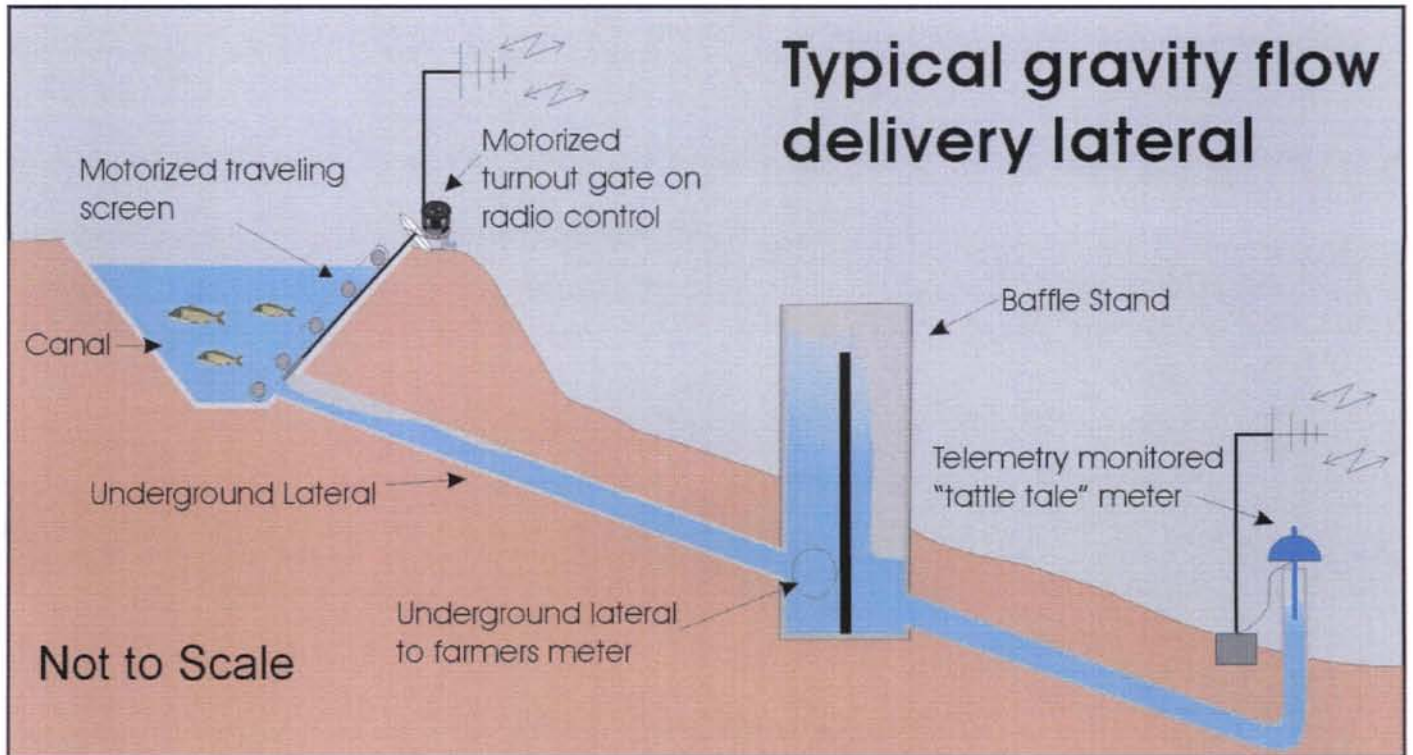 Typical gravity flow
delivery lateral
Motorized traveling
screen
Motorized
turnout gate on
radio control
Canal
Baffle Stand
Underground Lateral
Telemetry monitored
"tattle tale" meter
Underground lateral
to farmers meter
Not to Scale